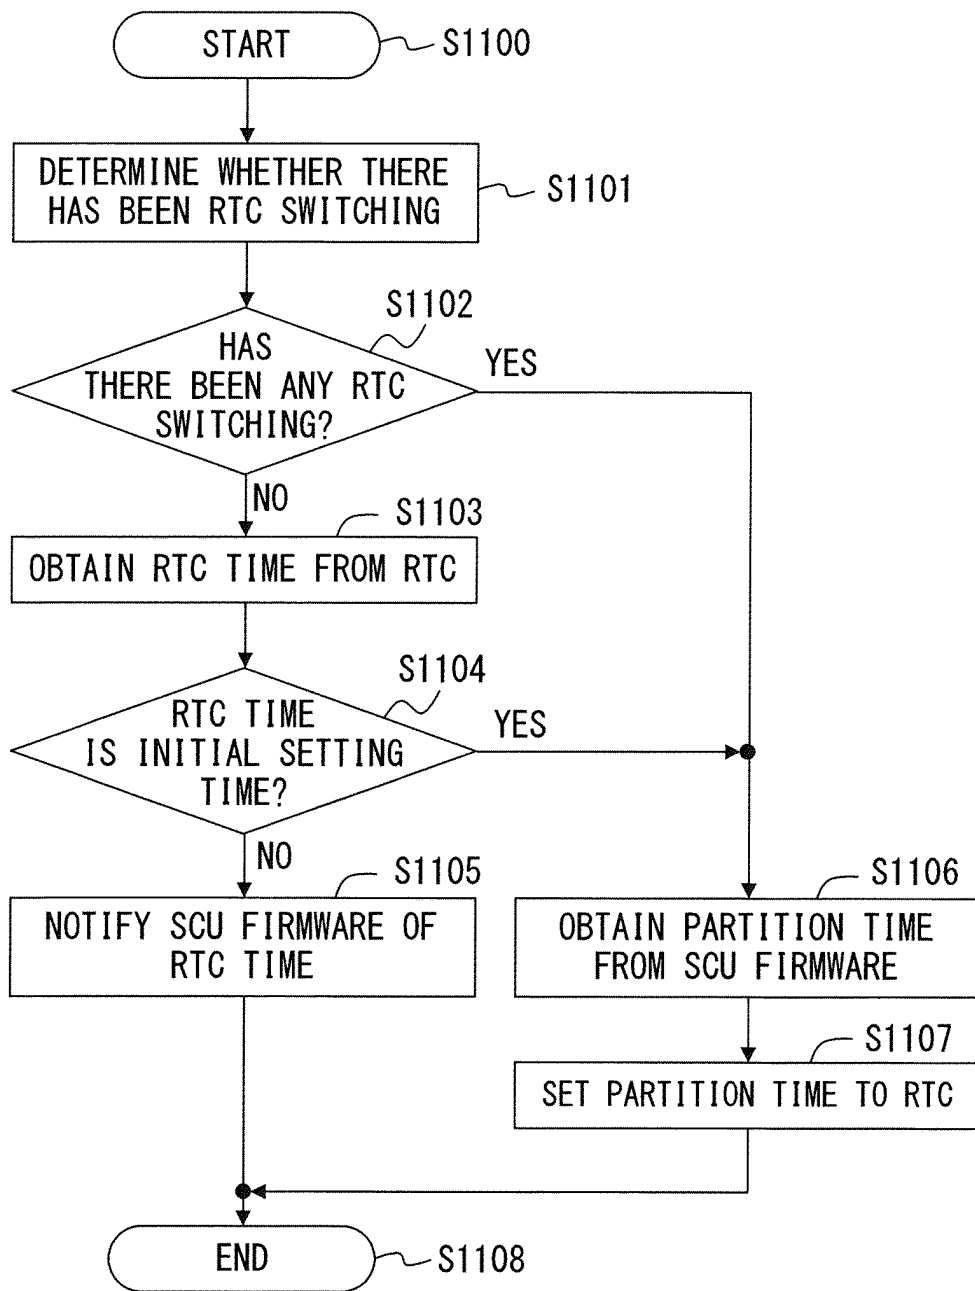 START
S1100
DETERMINE WHETHER THERE
HAS BEEN RTC SWITCHING
S1101
S1102
HAS
THERE BEEN ANY RTC
SWITCHING?
YES
NO
S1103
OBTAIN RTC TIME FROM RTC
S1104
RTC TIME
IS INITIAL SETTING
TIME?
YES
NO
S1105
NOTIFY SCU FIRMWARE OF
RTC TIME
S1106
OBTAIN PARTITION TIME
FROM SCU FIRMWARE
S1107
SET PARTITION TIME TO RTC
END
S1108